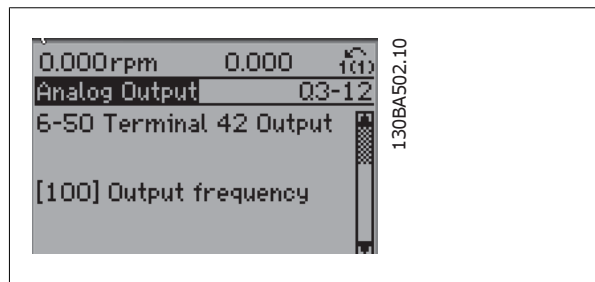 0.000rpm 0.000 1(1)
Analog Output Q3-12
6-50 Terminal 42 Output
[100] Output frequency
130BA502.10